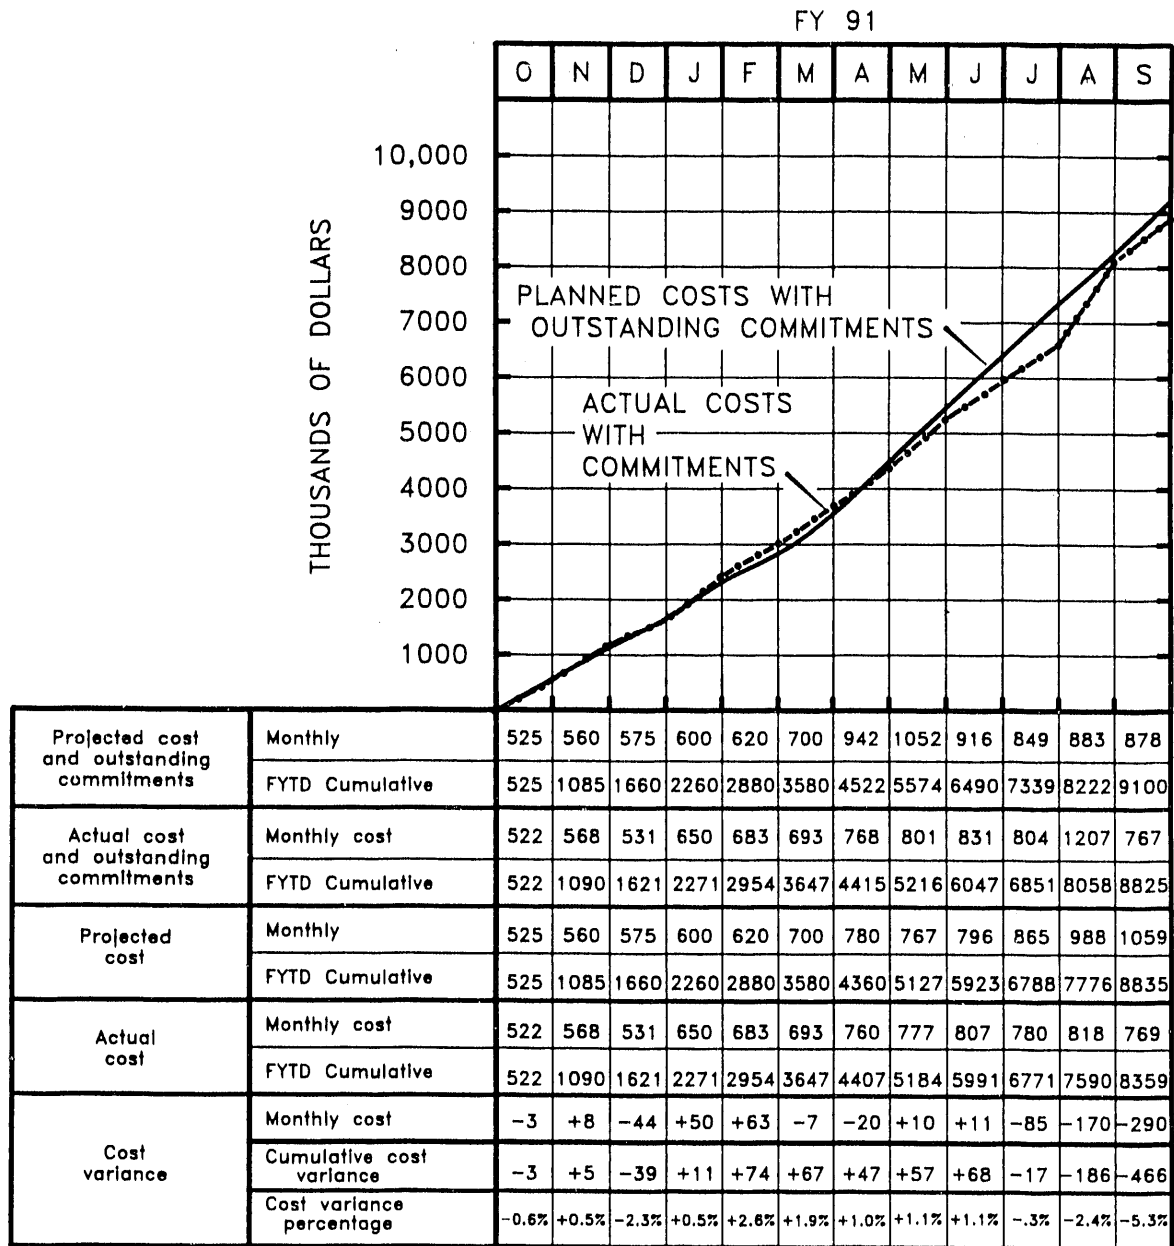 FY 91
O N D J F M A M J J A S
10,000
9000
8000
7000
6000
5000
4000
3000
2000
1000
THOUSANDS OF DOLLARS
PLANNED COSTS WITH
OUTSTANDING COMMITMENTS
ACTUAL COSTS
WITH
COMMITMENTS
Projected cost
and outstanding
commitments
Monthly 525 560 575 600 620 700 942 1052 916 849 883 878
FYTD Cumulative 525 1085 1660 2260 2880 3580 4522 5574 6490 7339 8222 9100
Actual cost
and outstanding
commitments
Monthly cost 522 568 531 650 683 693 768 801 831 804 1207 767
FYTD Cumulative 522 1090 1621 2271 2954 3647 4415 5216 6047 6851 8058 8825
Projected
cost
Monthly 525 560 575 600 620 700 780 767 796 865 988 1059
FYTD Cumulative 525 1085 1660 2260 2880 3580 4360 5127 5923 6788 7776 8835
Actual
cost
Monthly cost 522 568 531 650 683 693 760 777 807 780 818 769
FYTD Cumulative 522 1090 1621 2271 2954 3647 4407 5184 5991 6771 7590 8359
Cost
variance
Monthly cost -3 +8 -44 +50 +63 -7 -20 +10 +11 -85 -170 -290
Cumulative cost
variance -3 +5 -39 +11 +74 +67 +47 +57 +68 -17 -186 -466
Cost variance
percentage -0.6% +0.5% -2.3% +0.5% +2.6% +1.9% +1.0% +1.1% +1.1% -.3% -2.4% -5.3%